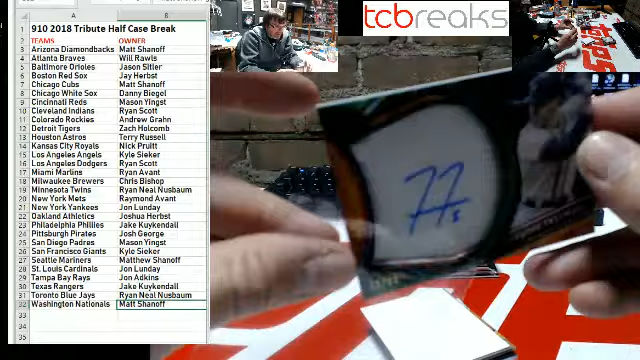 tcbreaks
910 2018 Tribute Half Case Break
TEAMS OWNER
Arizona Diamondbacks Matt Shanoff
Atlanta Braves Will Rawls
Baltimore Orioles Jason Sitler
Boston Red Sox Jay Herbst
Chicago Cubs Matt Shanoff
Chicago White Sox Danny Biegel
Cincinnati Reds Mason Yingst
Cleveland Indians Ryan Scott
Colorado Rockies Andrew Grahn
Detroit Tigers Zach Holcomb
Houston Astros Terry Russell
Kansas City Royals Nick Pruitt
Los Angeles Angels Kyle Sieker
Los Angeles Dodgers Ryan Scott
Miami Marlins Ryan Avant
Milwaukee Brewers Chris Bishop
Minnesota Twins Ryan Neal Nusbaum
New York Mets Raymond Avant
New York Yankees Jon Lunday
Oakland Athletics Joshua Herbst
Philadelphia Phillies Jake Kuykendall
Pittsburgh Pirates Josh George
San Diego Padres Mason Yingst
San Francisco Giants Kyle Sieker
Seattle Mariners Matthew Shanoff
St. Louis Cardinals Jon Lunday
Tampa Bay Rays Jon Adkins
Texas Rangers Jake Kuykendall
Toronto Blue Jays Ryan Neal Nusbaum
Washington Nationals Matt Shanoff